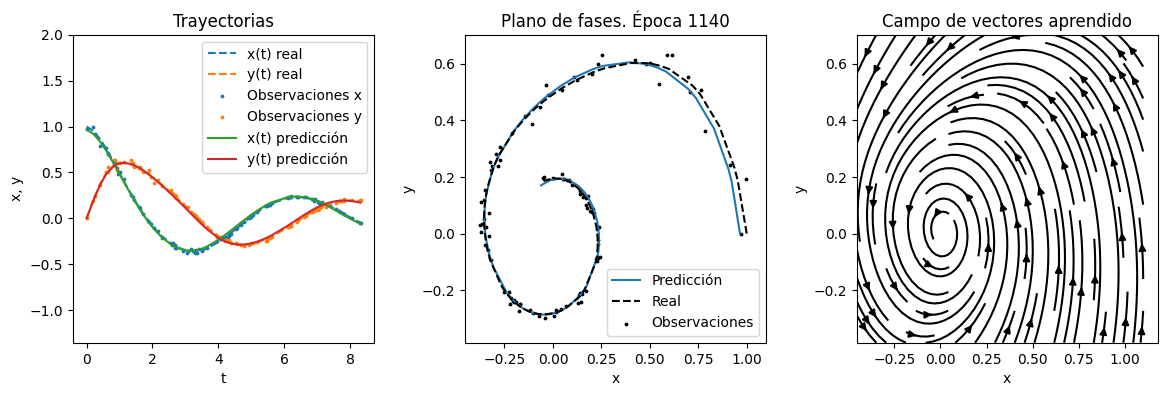 Trayectorias
2.0
1.5
1.0
0.5
0.0
−0.5
−1.0
x, y
0
2
4
6
8
t
x(t) real
y(t) real
Observaciones x
Observaciones y
x(t) predicción
y(t) predicción
Plano de fases. Época 1140
0.6
0.4
0.2
0.0
−0.2
y
−0.25
0.00
0.25
0.50
0.75
1.00
x
Predicción
Real
Observaciones
Campo de vectores aprendido
0.6
0.4
0.2
0.0
−0.2
y
−0.25
0.00
0.25
0.50
0.75
1.00
x